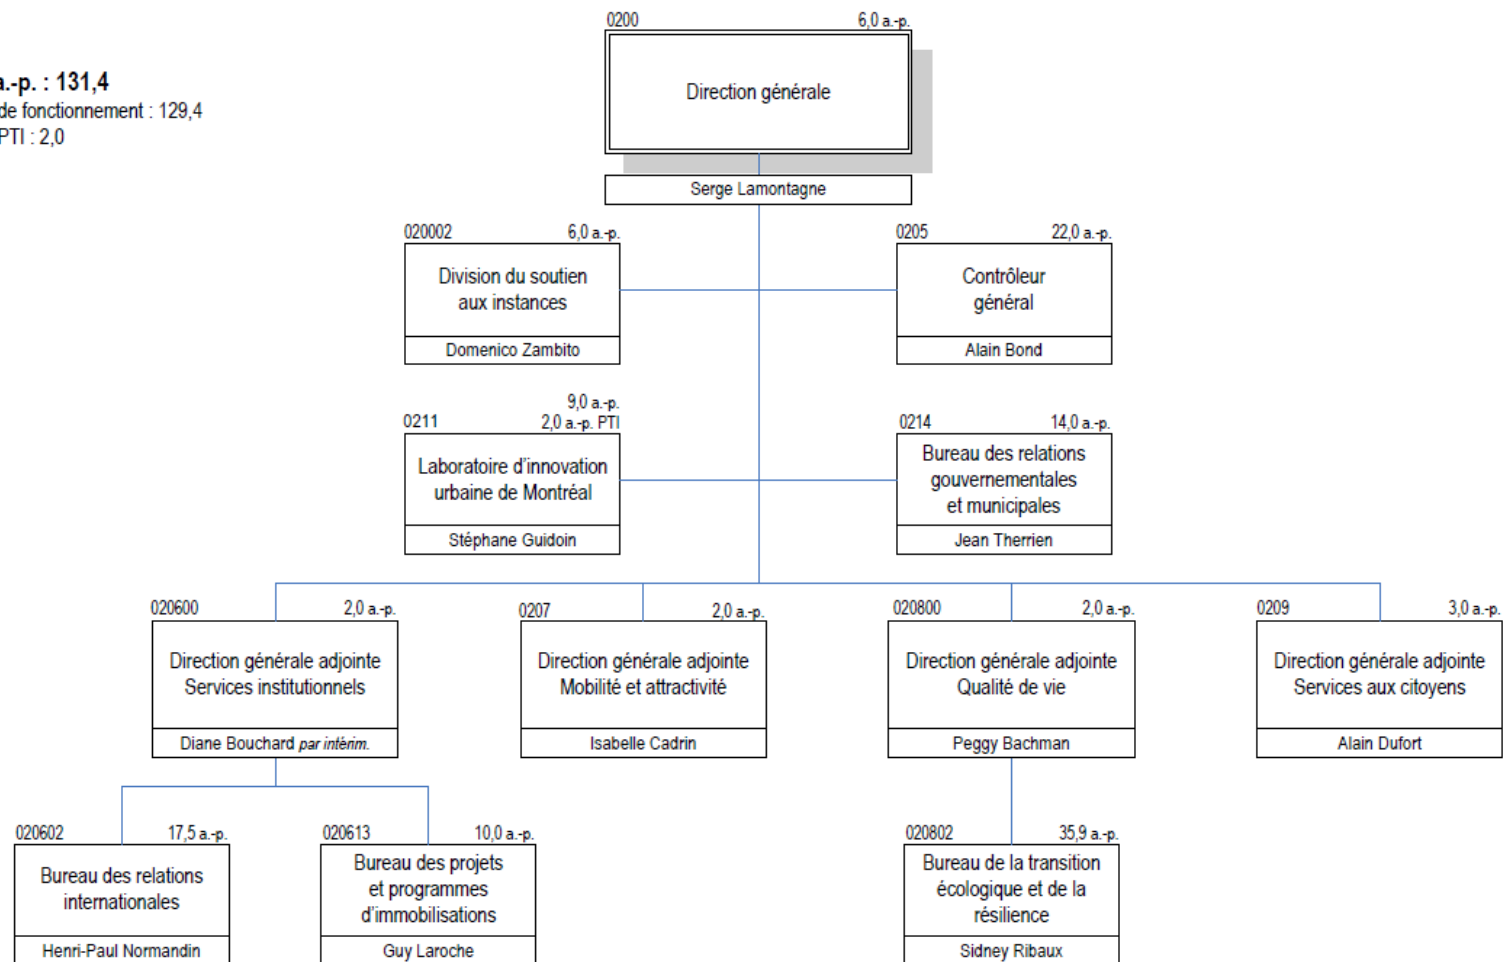 0200 6,0 a.-p.
a.-p. : 131,4
de fonctionnement : 129,4
PTI : 2,0
Direction générale
Serge Lamontagne
020002 6,0 a.-p.
Division du soutien
aux instances
Domenico Zambito
0205 22,0 a.-p.
Contrôleur
général
Alain Bond
9,0 a.-p.
0211 2,0 a.-p. PTI
Laboratoire d'innovation
urbaine de Montréal
Stéphane Guidoin
0214 14,0 a.-p.
Bureau des relations
gouvernementales
et municipales
Jean Therrien
020600 2,0 a.-p.
Direction générale adjointe
Services institutionnels
Diane Bouchard par intérim.
0207 2,0 a.-p.
Direction générale adjointe
Mobilité et attractivité
Isabelle Cadrin
020800 2,0 a.-p.
Direction générale adjointe
Qualité de vie
Peggy Bachman
0209 3,0 a.-p.
Direction générale adjointe
Services aux citoyens
Alain Dufort
020602 17,5 a.-p.
Bureau des relations
internationales
Henri-Paul Normandin
020613 10,0 a.-p.
Bureau des projets
et programmes
d'immobilisations
Guy Laroche
020802 35,9 a.-p.
Bureau de la transition
écologique et de la
résilience
Sidney Ribaux